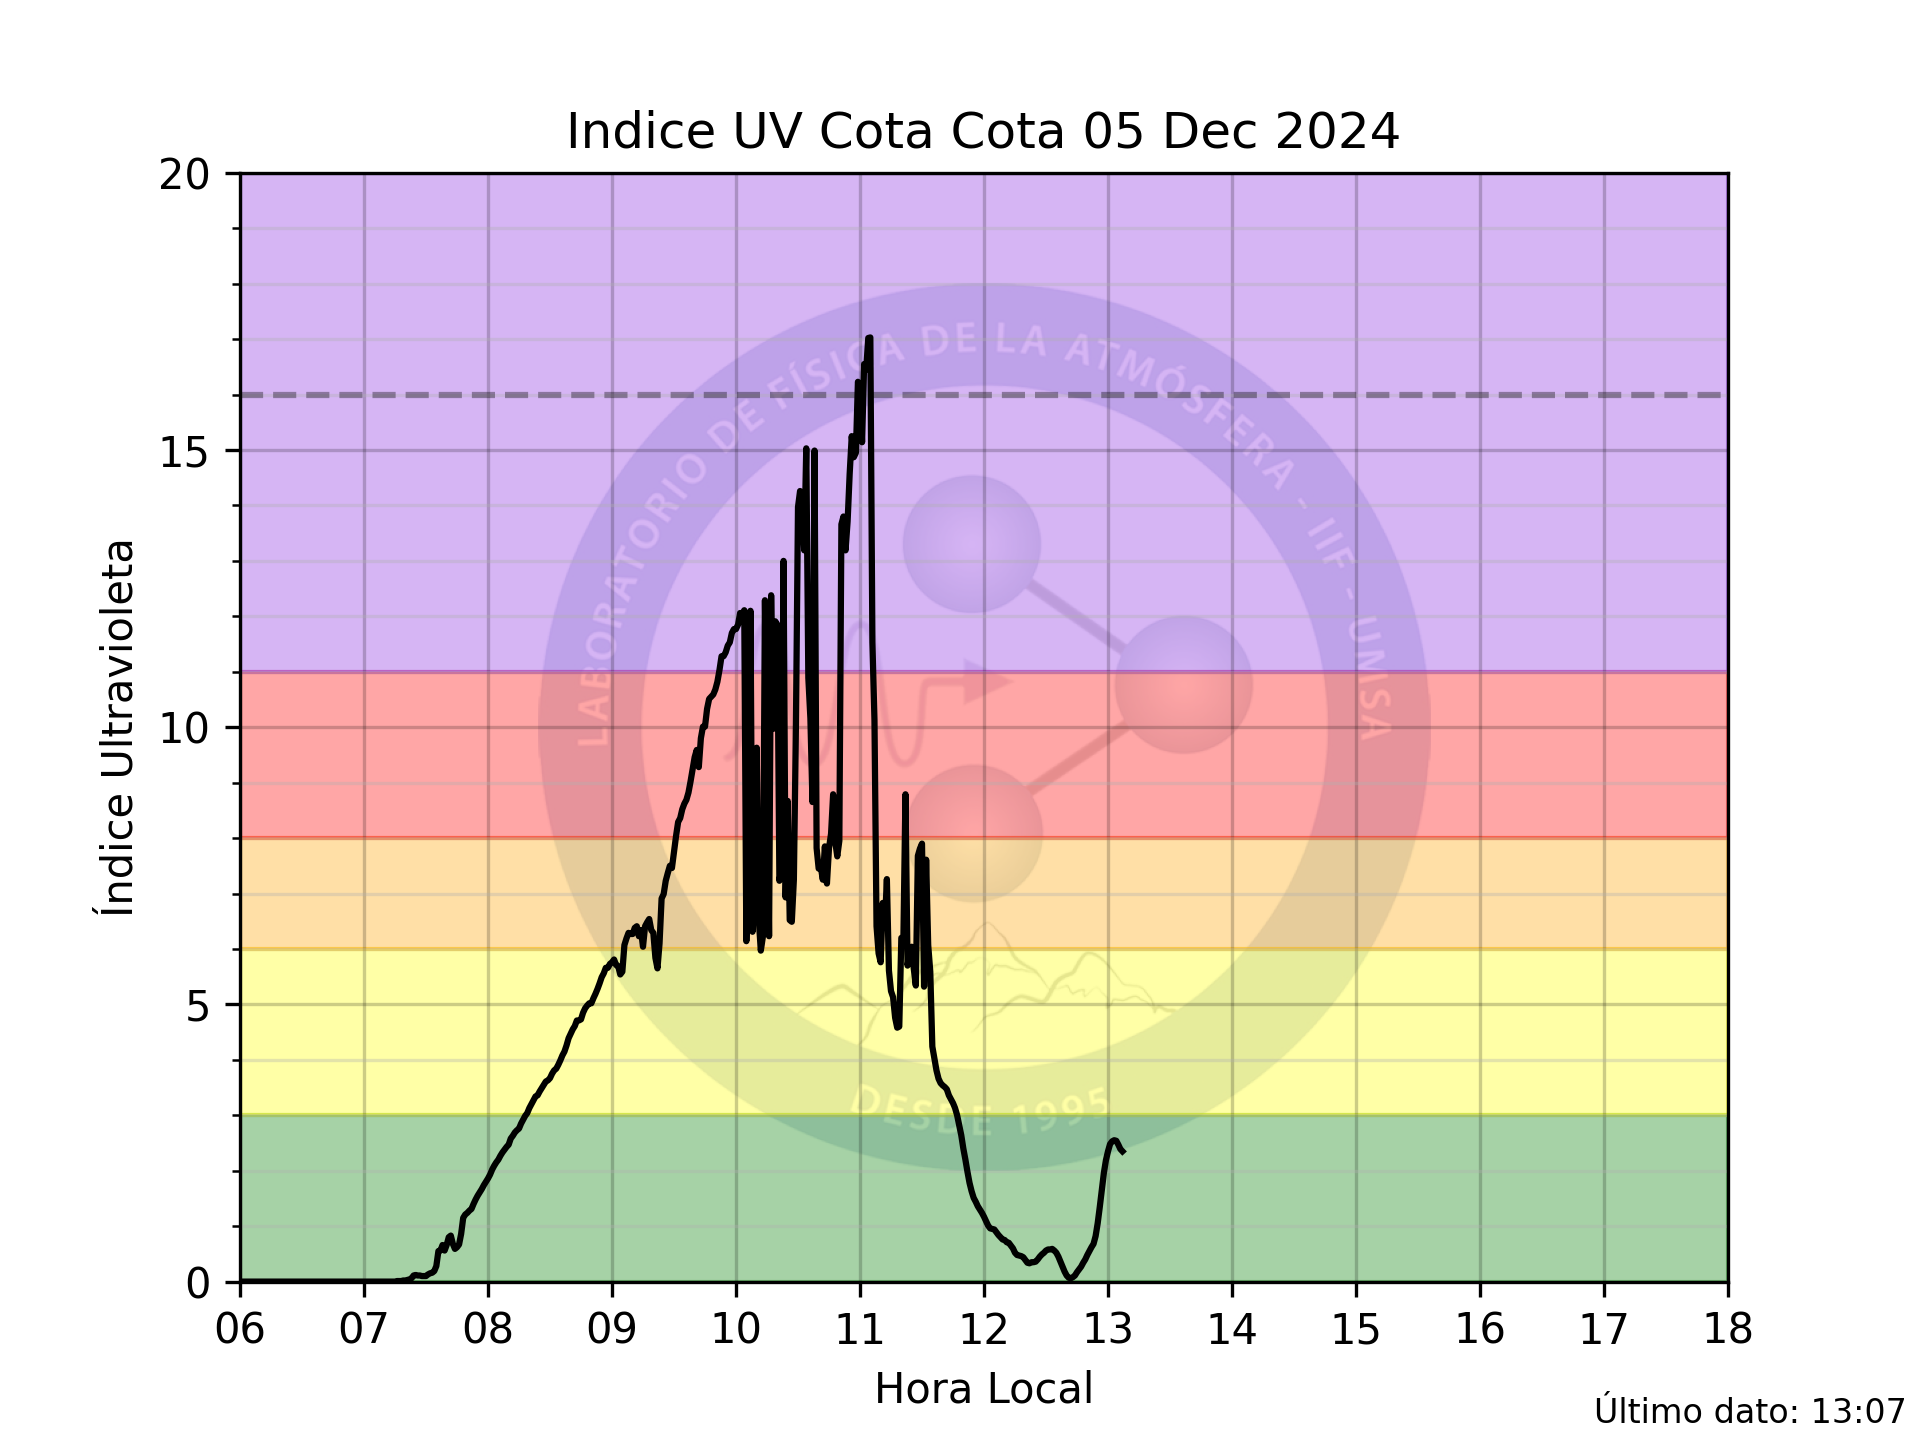 Indice UV Cota Cota 05 Dec 2024
20
15
10
5
0
Índice Ultravioleta
LABORATORIO DE FÍSICA DE LA ATMÓSFERA - IIF - UMSA
DESDE 1995
06 07 08 09 10 11 12 13 14 15 16 17 18
Hora Local
Último dato: 13:07